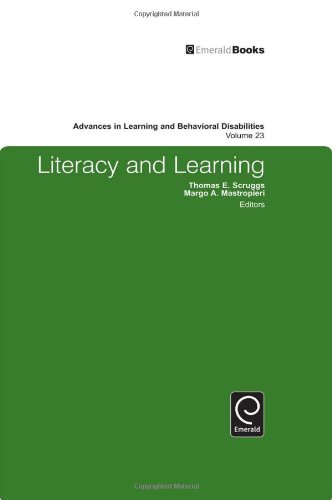 Copyrighted Material
EmeraldBooks
Advances in Learning and Behavioral Disabilities
Volume 23
Literacy and Learning
Thomas E. Scruggs
Margo A. Mastropieri
Editors
Emerald
Copyrighted Material